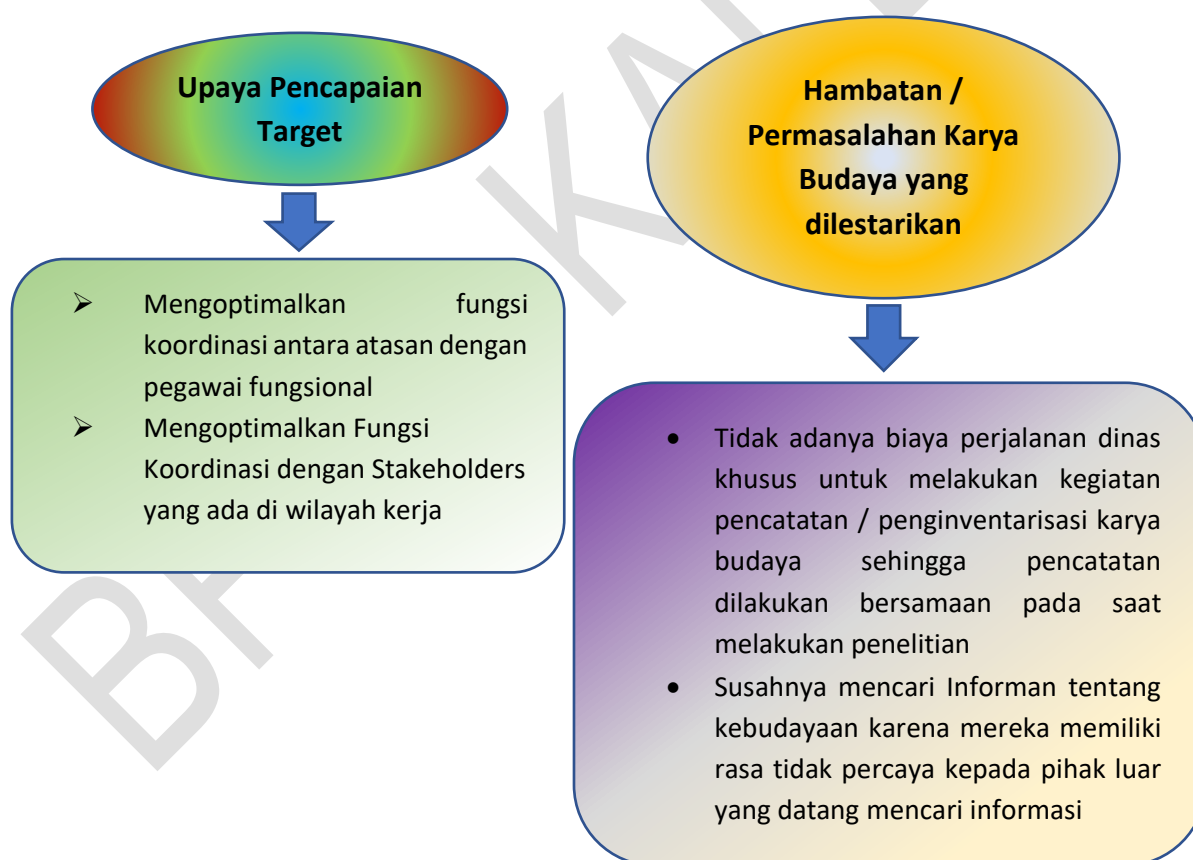 Upaya Pencapaian
Target
Mengoptimalkan fungsi
koordinasi antara atasan dengan
pegawai fungsional
Mengoptimalkan Fungsi
Koordinasi dengan Stakeholders
yang ada di wilayah kerja
Hambatan /
Permasalahan Karya
Budaya yang
dilestarikan
Tidak adanya biaya perjalanan dinas
khusus untuk melakukan kegiatan
pencatatan / penginventarisasi karya
budaya sehingga pencatatan
dilakukan bersamaan pada saat
melakukan penelitian
Susahnya mencari Informan tentang
kebudayaan karena mereka memiliki
rasa tidak percaya kepada pihak luar
yang datang mencari informasi